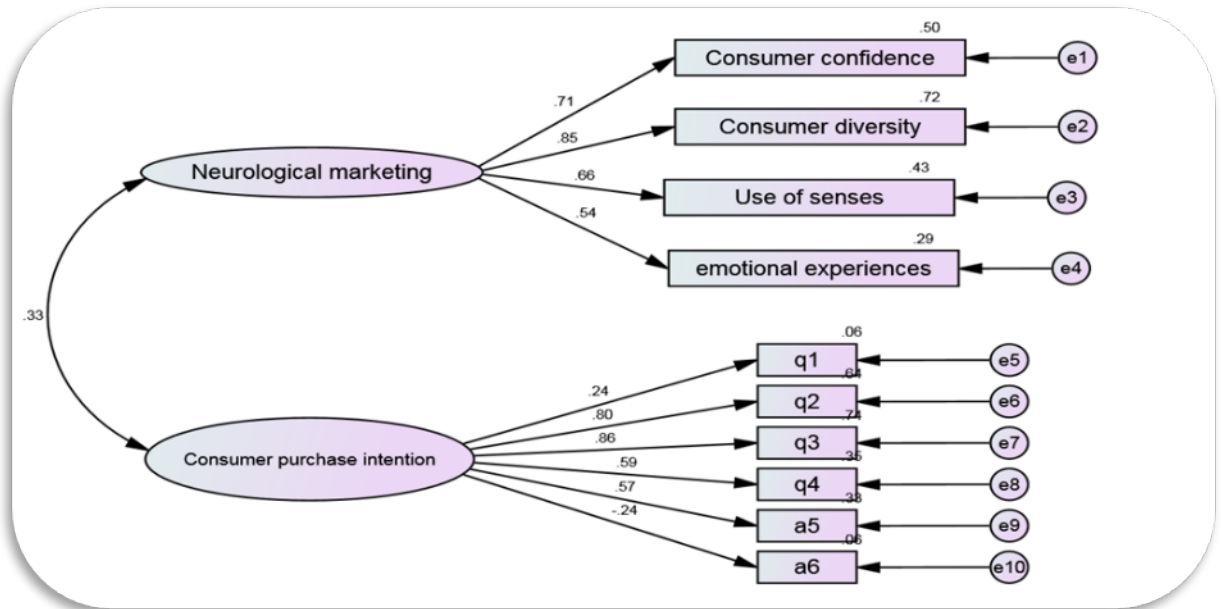 .50
Consumer confidence
e1
.71
.72
Consumer diversity
e2
.85
Neurological marketing
.43
Use of senses
e3
.66
.54
.29
emotional experiences
e4
.33
.06
q1
e5
.24
.64
q2
e6
.80
.74
q3
e7
.86
Consumer purchase intention
.35
q4
e8
.59
.33
a5
e9
.57
.06
a6
e10
-.24